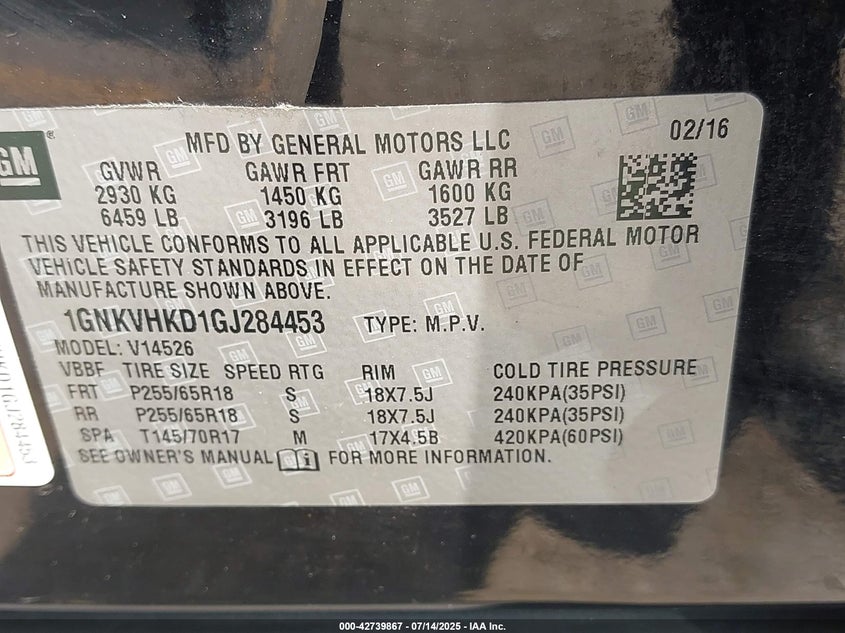 GM
MFD BY GENERAL MOTORS LLC 02/16
GVWR GAWR FRT GAWR RR
2930 KG 1450 KG 1600 KG
6459 LB 3196 LB 3527 LB
THIS VEHICLE CONFORMS TO ALL APPLICABLE U.S. FEDERAL MOTOR
VEHICLE SAFETY STANDARDS IN EFFECT ON THE DATE OF
MANUFACTURE SHOWN ABOVE.
1GNKVHKD1GJ284453 TYPE: M.P.V.
MODEL: V14526
VBBF TIRE SIZE SPEED RTG RIM COLD TIRE PRESSURE
FRT P255/65R18 S 18X7.5J 240KPA(35PSI)
RR P255/65R18 S 18X7.5J 240KPA(35PSI)
SPA T145/70R17 M 17X4.5B 420KPA(60PSI)
SEE OWNER'S MANUAL FOR MORE INFORMATION.
000-42739867 - 07/14/2025 - IAA Inc.